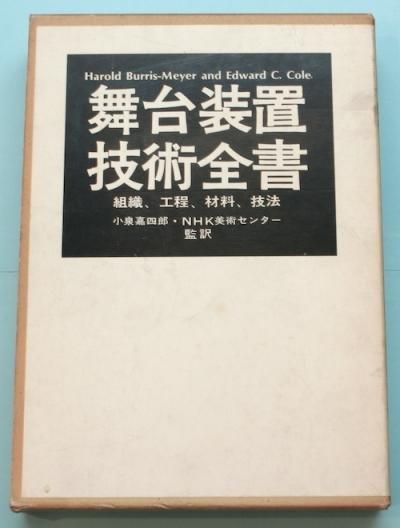 Harold Burris-Meyer and Edward C. Cole.
舞台装置
技術全書
組織、工程、材料、技法
小泉嘉四郎・NHK美術センター
監訳